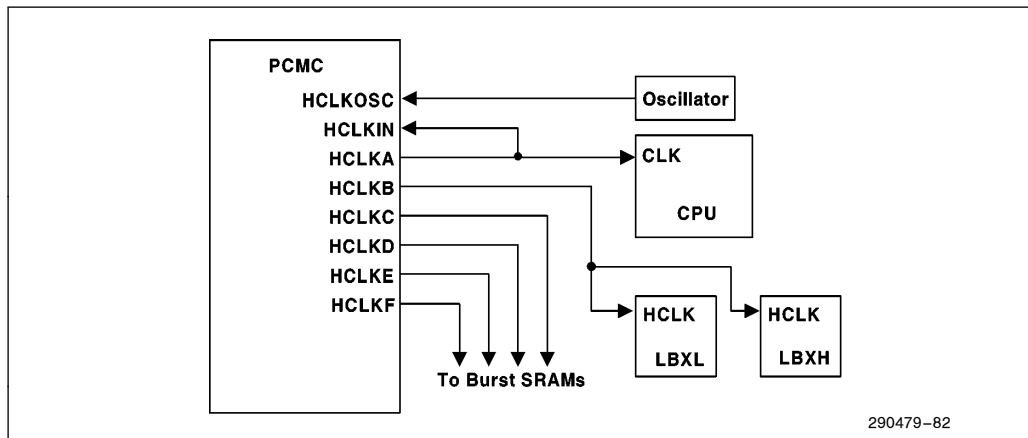 PCMC
HCLKOSC
HCLKIN
HCLKA
HCLKB
HCLKC
HCLKD
HCLKE
HCLKF
Oscillator
CLK
CPU
HCLK
LBXL
HCLK
LBXH
To Burst SRAMs
290479–82